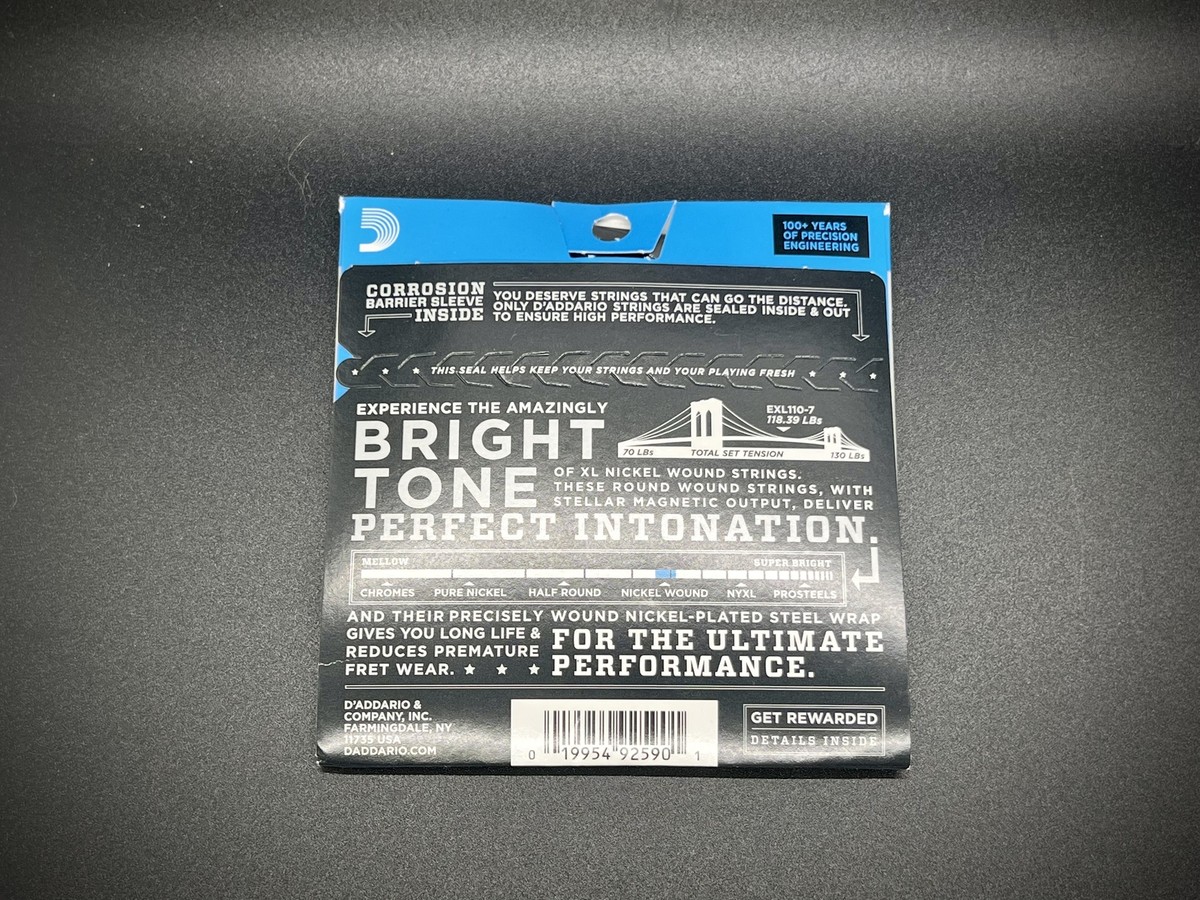 100+ YEARS
OF PRECISION
ENGINEERING
CORROSION
BARRIER SLEEVE
INSIDE
YOU DESERVE STRINGS THAT CAN GO THE DISTANCE.
ONLY D'ADDARIO STRINGS ARE SEALED INSIDE & OUT
TO ENSURE HIGH PERFORMANCE.
THIS SEAL HELPS KEEP YOUR STRINGS AND YOUR PLAYING FRESH
EXPERIENCE THE AMAZINGLY
BRIGHT
TONE
EXL110-7
118.39 LBs
70 LBs TOTAL SET TENSION 130 LBs
OF XL NICKEL WOUND STRINGS.
THESE ROUND WOUND STRINGS, WITH
STELLAR MAGNETIC OUTPUT, DELIVER
PERFECT INTONATION.
MELLOW SUPER BRIGHT
CHROMES PURE NICKEL HALF ROUND NICKEL WOUND NYXL PROSTEELS
AND THEIR PRECISELY WOUND NICKEL-PLATED STEEL WRAP
GIVES YOU LONG LIFE &
REDUCES PREMATURE
FRET WEAR.
FOR THE ULTIMATE
PERFORMANCE.
D'ADDARIO &
COMPANY, INC.
FARMINGDALE, NY
11735 USA
DADDARIO.COM
0 19954 92590 1
GET REWARDED
DETAILS INSIDE